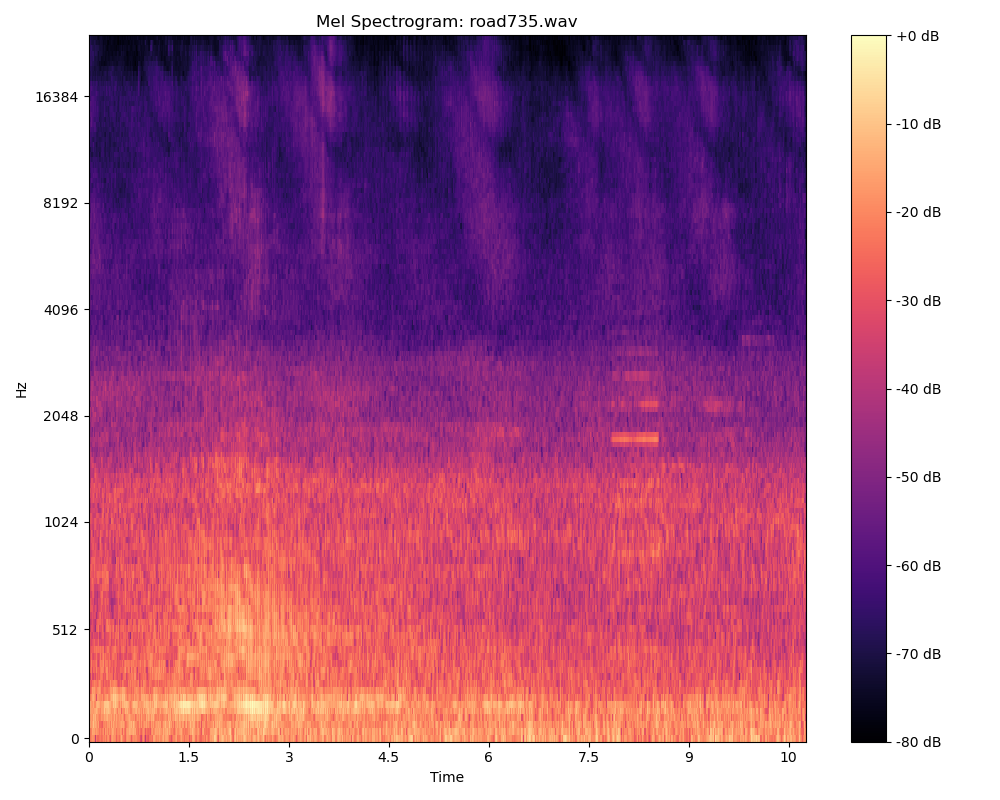 Mel Spectrogram: road735.wav
+0 dB
16384
-10 dB
8192
-20 dB
4096
-30 dB
Hz
2048
-40 dB
1024
-50 dB
512
-60 dB
0
-70 dB
-80 dB
0 1.5 3 4.5 6 7.5 9 10
Time